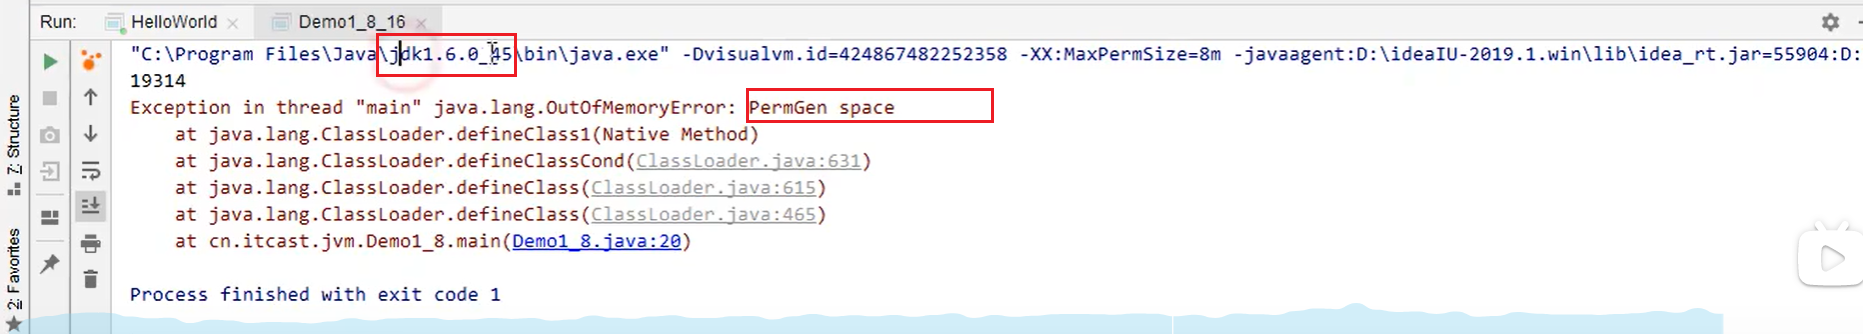 Run: HelloWorld × Demo1_8_16 ×
"C:\Program Files\Java\jdk1.6.0_45\bin\java.exe" -Dvisualvm.id=424867482252358 -XX:MaxPermSize=8m -javaagent:D:\ideaIU-2019.1.win\lib\idea_rt.jar=55904:D:
19314
Exception in thread "main" java.lang.OutOfMemoryError: PermGen space
at java.lang.ClassLoader.defineClass1(Native Method)
at java.lang.ClassLoader.defineClassCond(ClassLoader.java:631)
at java.lang.ClassLoader.defineClass(ClassLoader.java:615)
at java.lang.ClassLoader.defineClass(ClassLoader.java:465)
at cn.itcast.jvm.Demo1_8.main(Demo1_8.java:20)
Process finished with exit code 1
7: Structure
2: Favorites